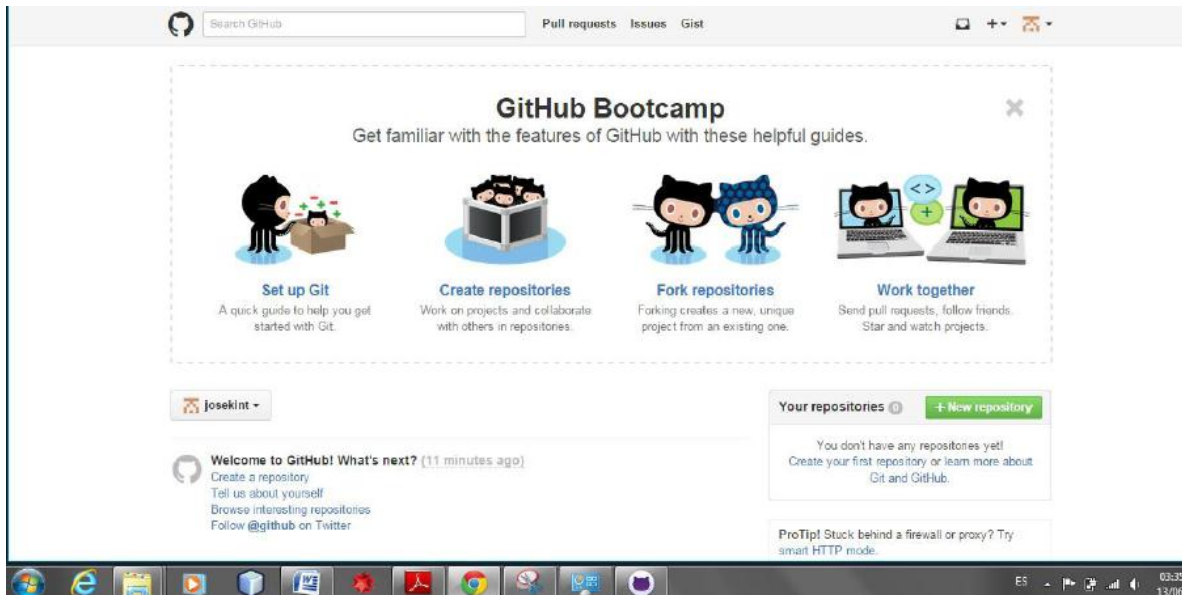 Search GitHub
Pull requests Issues Gist
GitHub Bootcamp
Get familiar with the features of GitHub with these helpful guides.
Set up Git
A quick guide to help you get
started with Git.
Create repositories
Work on projects and collaborate
with others in repositories.
Fork repositories
Forking creates a new, unique
project from an existing one.
Work together
Send pull requests, follow friends.
Star and watch projects.
josekint
Welcome to GitHub! What's next? (11 minutes ago)
Create a repository
Tell us about yourself
Browse interesting repositories
Follow @github on Twitter
Your repositories 0
+ New repository
You don't have any repositories yet!
Create your first repository or learn more about
Git and GitHub.
ProTip! Stuck behind a firewall or proxy? Try
smart HTTP mode.
ES
03:35
13/06